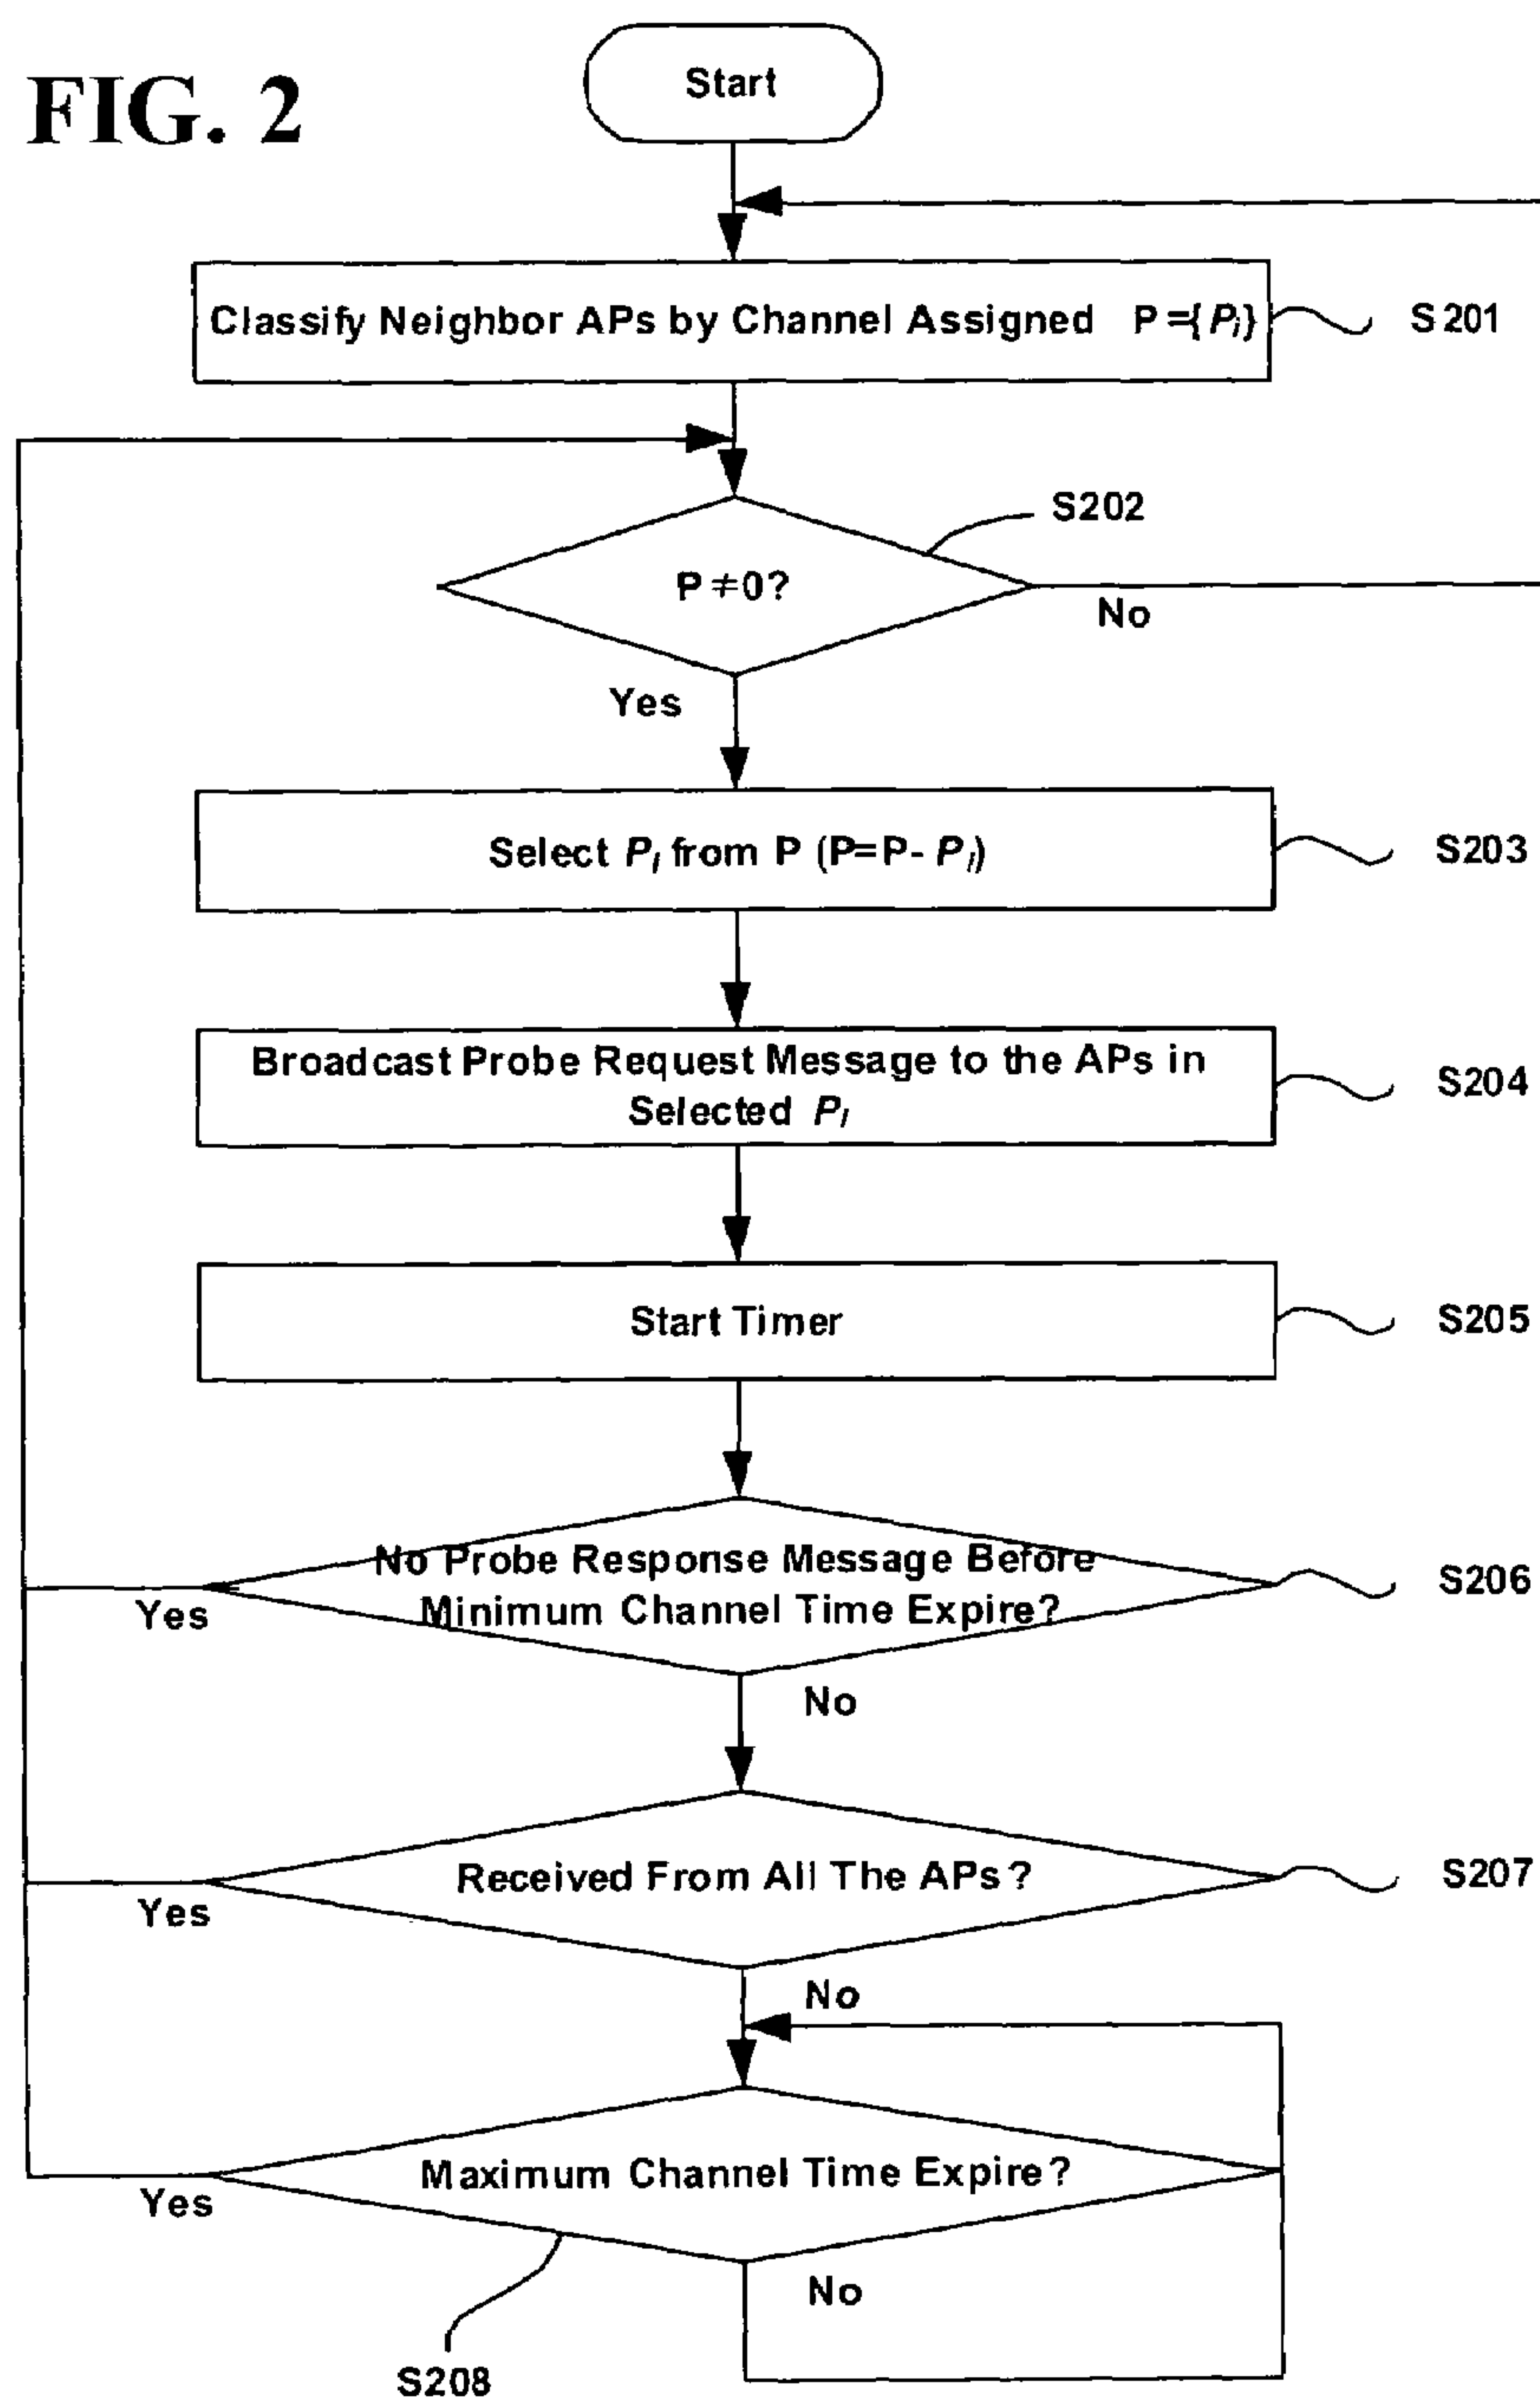 FIG. 2
Start
Classify Neighbor APs by Channel Assigned P={Pi}
S201
S202
P≠0?
No
Yes
Select Pi from P (P=P- Pi)
S203
Broadcast Probe Request Message to the APs in
Selected Pi
S204
Start Timer
S205
No Probe Response Message Before
Minimum Channel Time Expire?
S206
Yes
No
Received From All The APs?
S207
Yes
No
Maximum Channel Time Expire?
Yes
No
S208